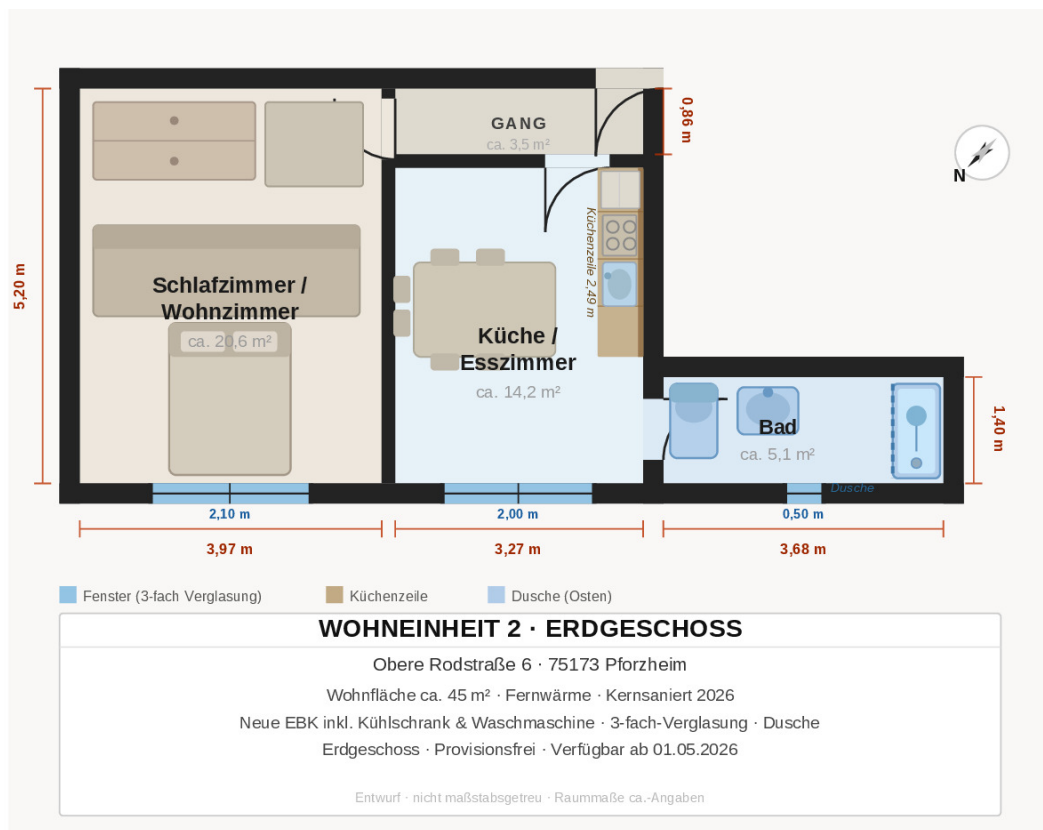 GANG
ca. 3,5 m²
0,86 m
N
Küchenzeile 2,49 m
5,20 m
Schlafzimmer /
Wohnzimmer
ca. 20,6 m²
Küche /
Esszimmer
ca. 14,2 m²
Bad
ca. 5,1 m²
1,40 m
Dusche
2,10 m
2,00 m
0,50 m
3,97 m
3,27 m
3,68 m
Fenster (3-fach Verglasung)
Küchenzeile
Dusche (Osten)
WOHNEINHEIT 2 · ERDGESCHOSS
Obere Rodstraße 6 · 75173 Pforzheim
Wohnfläche ca. 45 m² · Fernwärme · Kernsaniert 2026
Neue EBK inkl. Kühlschrank & Waschmaschine · 3-fach-Verglasung · Dusche
Erdgeschoss · Provisionsfrei · Verfügbar ab 01.05.2026
Entwurf · nicht maßstabsgetreu · Raummaße ca.-Angaben